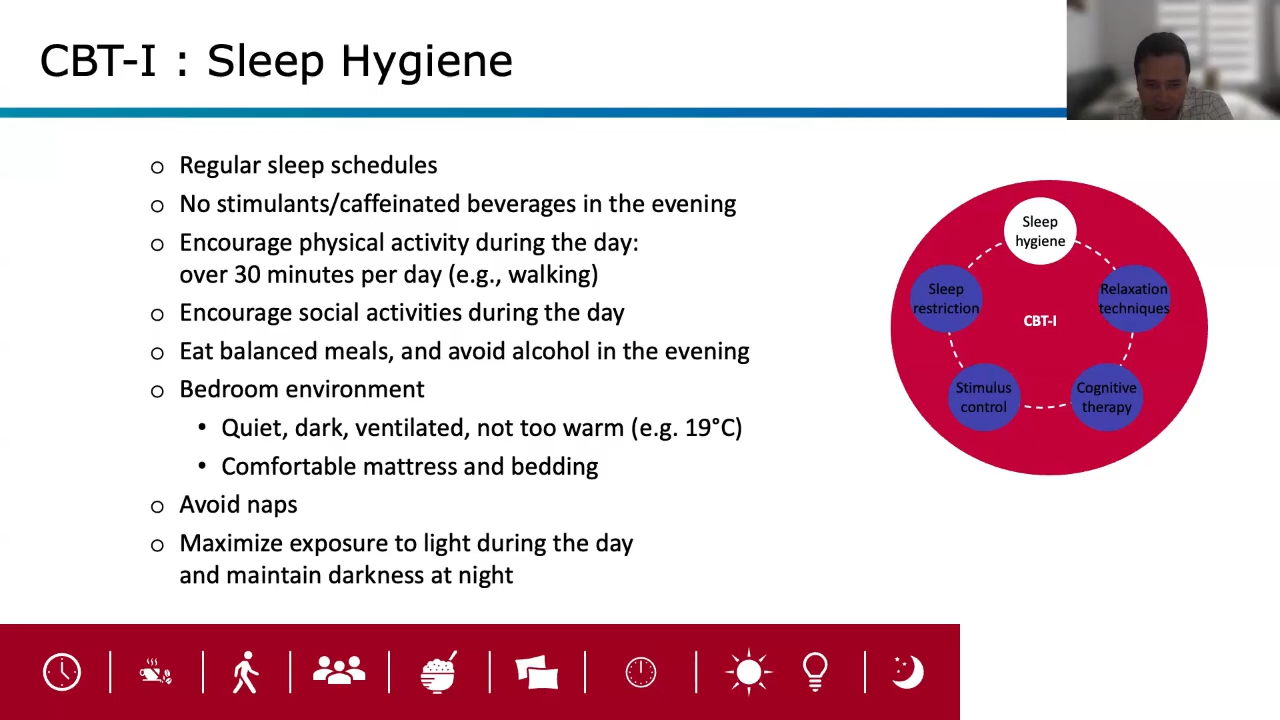 CBT-I : Sleep Hygiene
o Regular sleep schedules
o No stimulants/caffeinated beverages in the evening
o Encourage physical activity during the day:
over 30 minutes per day (e.g., walking)
o Encourage social activities during the day
o Eat balanced meals, and avoid alcohol in the evening
o Bedroom environment
• Quiet, dark, ventilated, not too warm (e.g. 19°C)
• Comfortable mattress and bedding
o Avoid naps
o Maximize exposure to light during the day
and maintain darkness at night
Sleep
hygiene
Sleep
restriction
Relaxation
techniques
CBT-I
Stimulus
control
Cognitive
therapy